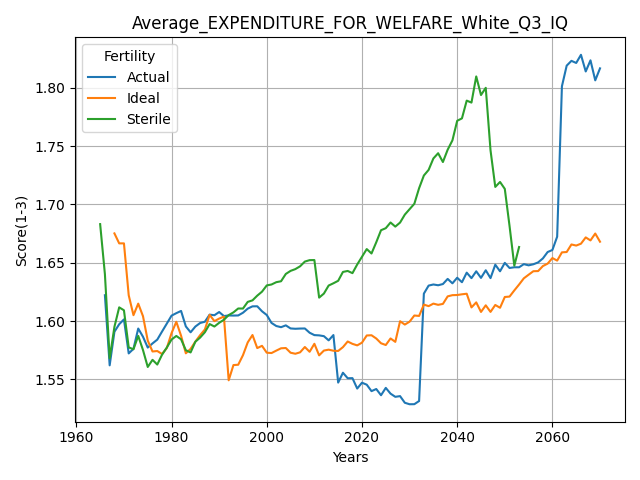 Average_EXPENDITURE_FOR_WELFARE_White_Q3_IQ
Fertility
Actual
Ideal
Sterile
Score(1-3)
1.80
1.75
1.70
1.65
1.60
1.55
1960 1980 2000 2020 2040 2060
Years